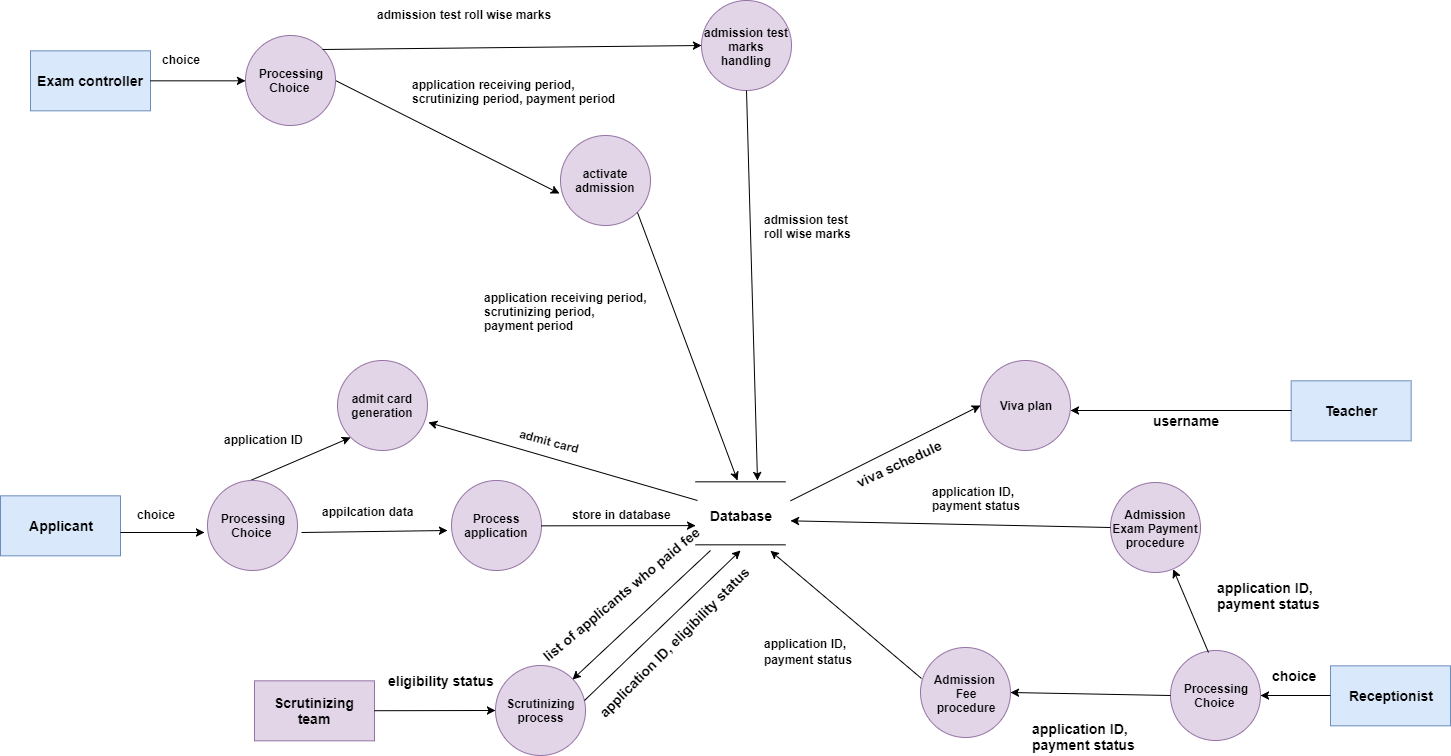 admission test roll wise marks
admission test
marks
handling
choice
Exam controller
Processing
Choice
application receiving period,
scrutinizing period, payment period
activate
admission
admission test
roll wise marks
application receiving period,
scrutinizing period,
payment period
admit card
generation
application ID
admit card
Viva plan
Teacher
username
viva schedule
Applicant
choice
Processing
Choice
appilcation data
Process
application
store in database
Database
application ID,
payment status
Admission
Exam Payment
procedure
list of applicants who paid fee
application ID, eligibility status
application ID,
payment status
application ID,
payment status
eligibility status
Scrutinizing
team
Scrutinizing
process
Admission
Fee
procedure
Processing
Choice
choice
Receptionist
application ID,
payment status